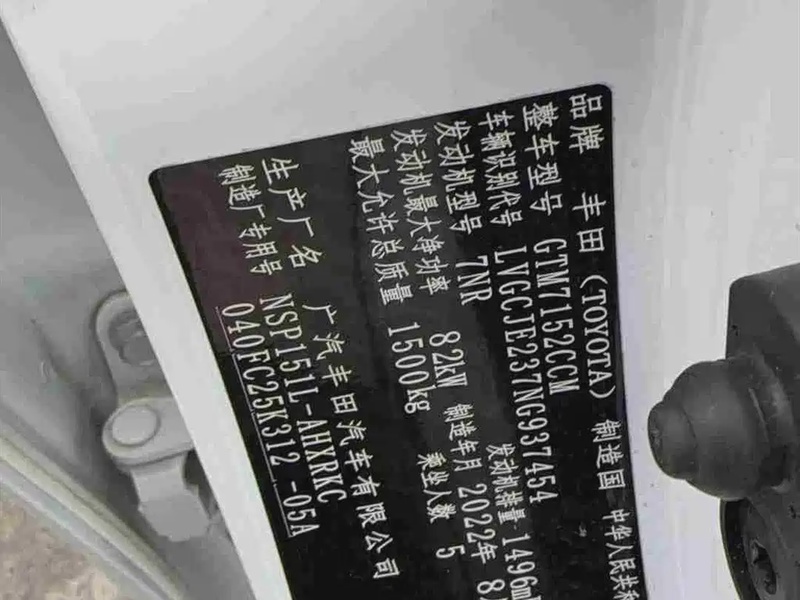 品牌 丰田(TOYOTA) 制造国 中华人民共和
整车型号 GTM7152CCM
车辆识别代号 LVGCJE237NG937454
发动机型号 7NR 发动机排量 1496m
发动机最大净功率 82kW 制造年月 2022年 8
最大允许总质量 1500kg 乘坐人数 5
生产厂名 广汽丰田汽车有限公司
制造厂专用号 NSP151L-AHXRKC
040FC25K312 -05A